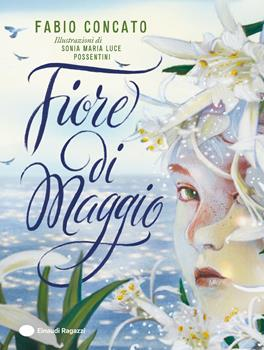 FABIO CONCATO
Illustrazioni di
SONIA MARIA LUCE
POSSENTINI
Fiore
di
Maggio
Einaudi Ragazzi